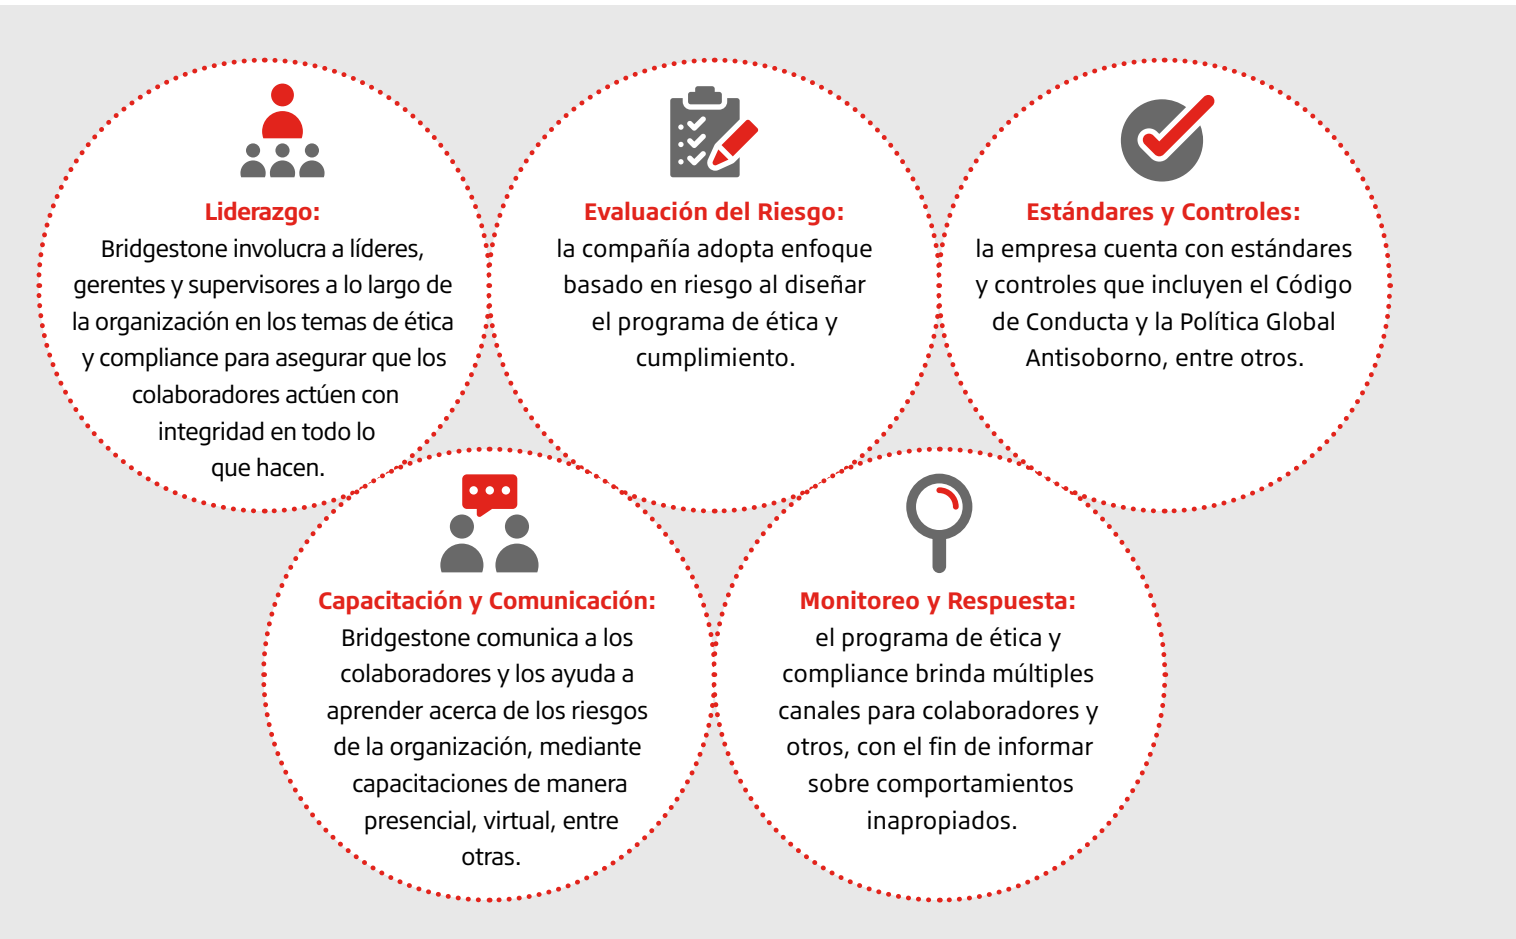 Liderazgo:
Bridgestone involucra a líderes,
gerentes y supervisores a lo largo de
la organización en los temas de ética
y compliance para asegurar que los
colaboradores actúen con
integridad en todo lo
que hacen.
Evaluación del Riesgo:
la compañía adopta enfoque
basado en riesgo al diseñar
el programa de ética y
cumplimiento.
Estándares y Controles:
la empresa cuenta con estándares
y controles que incluyen el Código
de Conducta y la Política Global
Antisoborno, entre otros.
Capacitación y Comunicación:
Bridgestone comunica a los
colaboradores y los ayuda a
aprender acerca de los riesgos
de la organización, mediante
capacitaciones de manera
presencial, virtual, entre
otras.
Monitoreo y Respuesta:
el programa de ética y
compliance brinda múltiples
canales para colaboradores y
otros, con el fin de informar
sobre comportamientos
inapropiados.